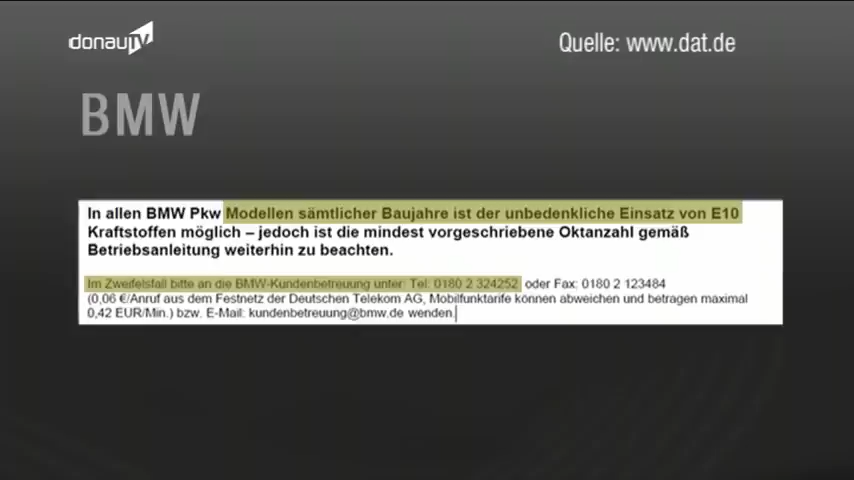 donauTV
Quelle: www.dat.de
BMW
In allen BMW Pkw Modellen sämtlicher Baujahre ist der unbedenkliche Einsatz von E10
Kraftstoffen möglich – jedoch ist die mindest vorgeschriebene Oktanzahl gemäß
Betriebsanleitung weiterhin zu beachten.
Im Zweifelsfall bitte an die BMW-Kundenbetreuung unter: Tel: 0180 2 324252 oder Fax: 0180 2 123484
(0,06 €/Anruf aus dem Festnetz der Deutschen Telekom AG, Mobilfunktarife können abweichen und betragen maximal
0,42 EUR/Min.) bzw. E-Mail: kundenbetreuung@bmw.de wenden.